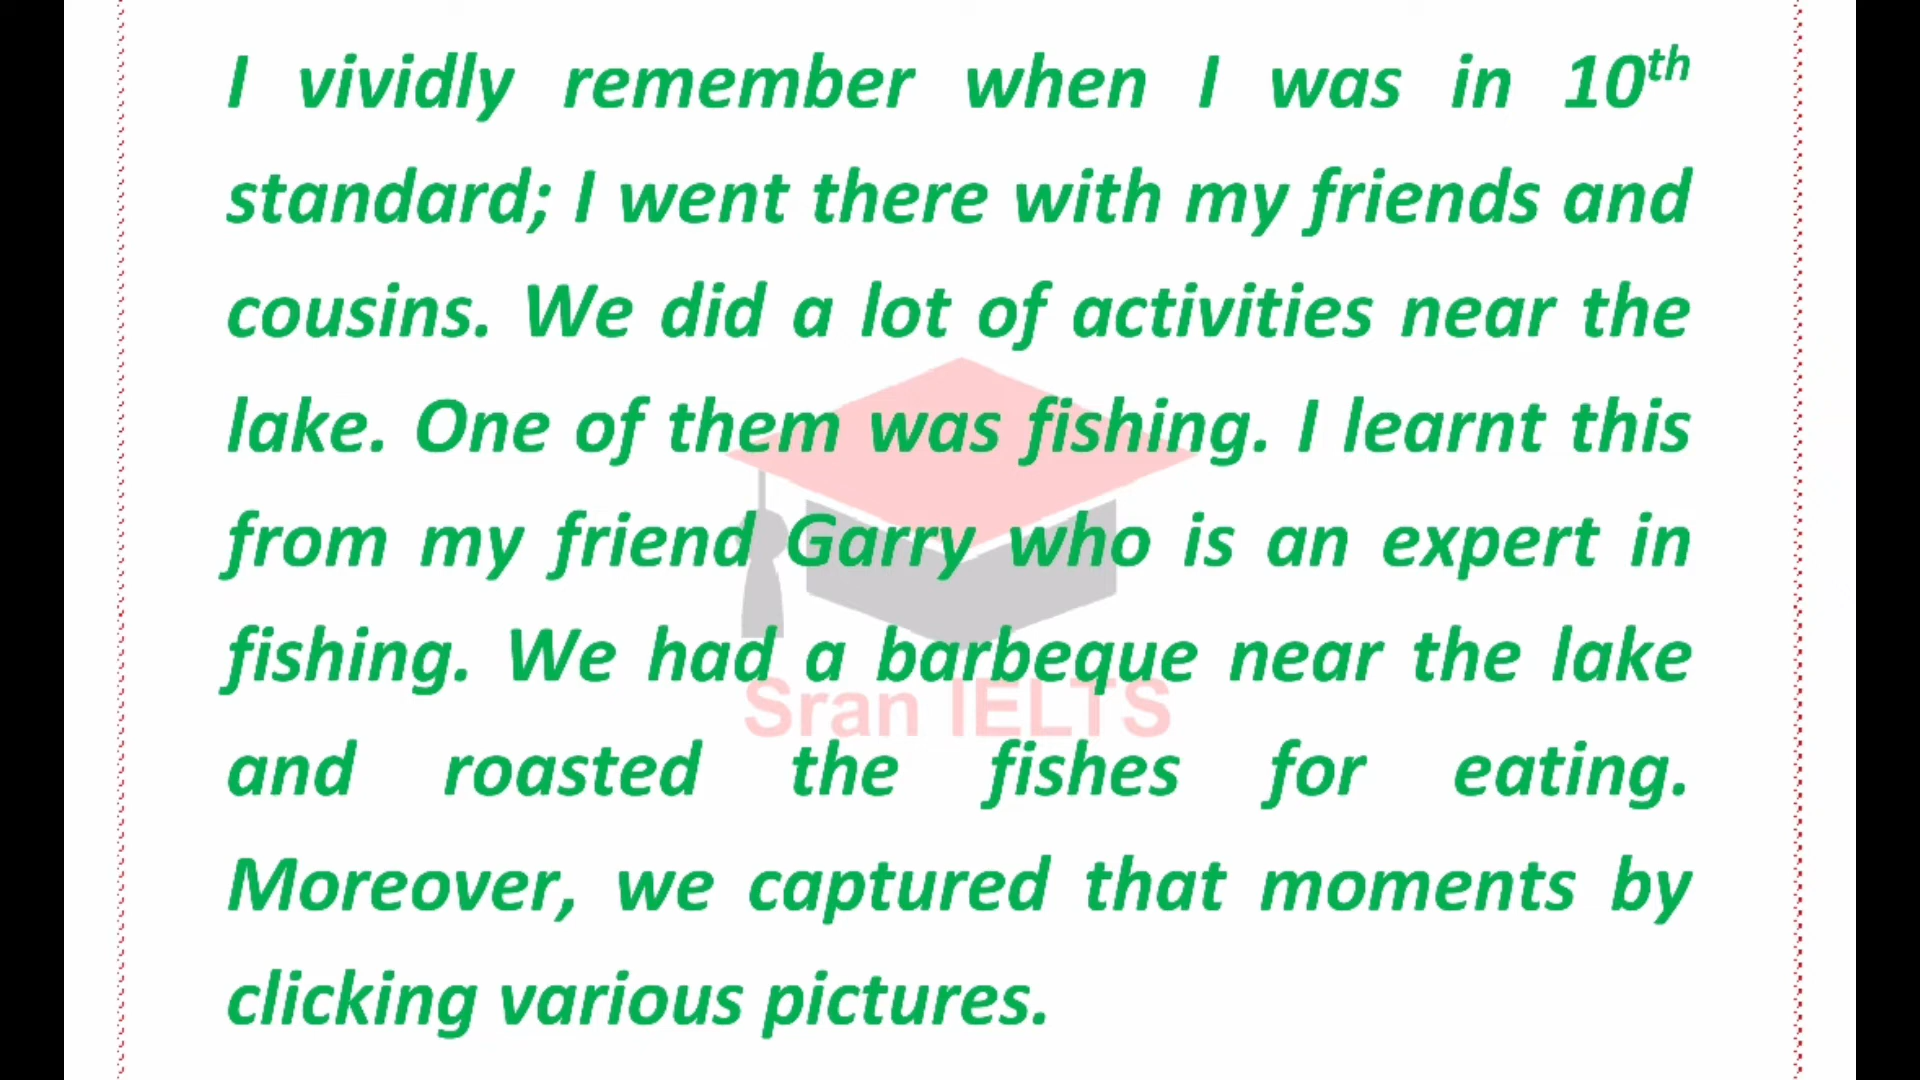 I vividly remember when I was in 10th
standard; I went there with my friends and
cousins. We did a lot of activities near the
lake. One of them was fishing. I learnt this
from my friend Garry who is an expert in
fishing. We had a barbeque near the lake
Sran IELTS
and roasted the fishes for eating.
Moreover, we captured that moments by
clicking various pictures.